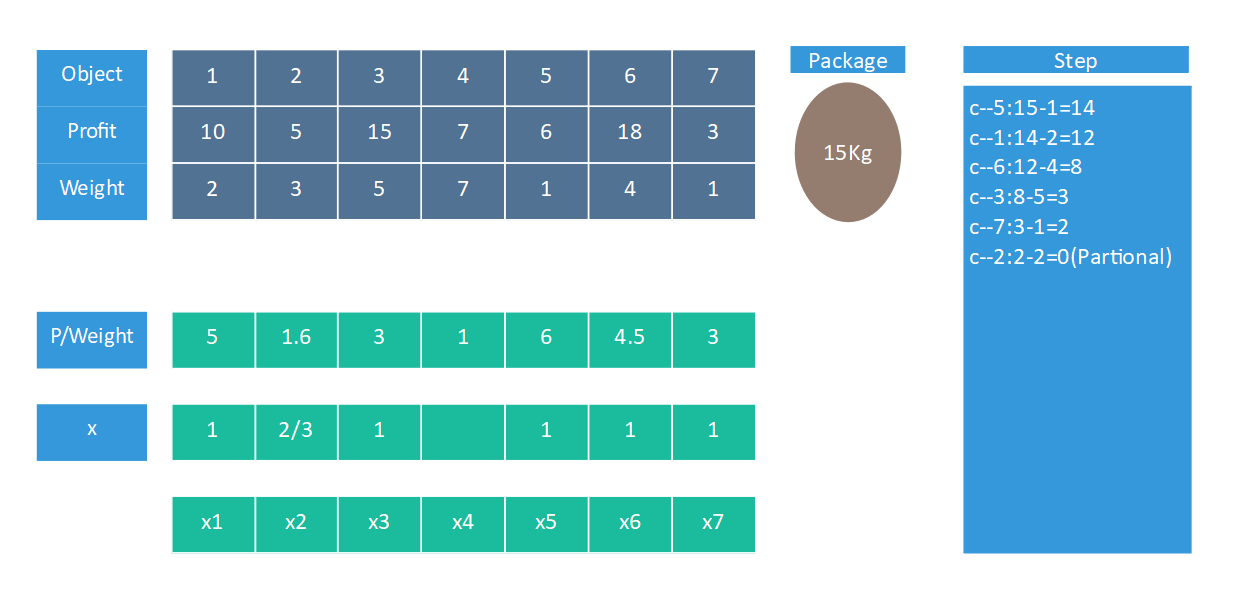 Object 1 2 3 4 5 6 7
Profit 10 5 15 7 6 18 3
Weight 2 3 5 7 1 4 1
P/Weight 5 1.6 3 1 6 4.5 3
x 1 2/3 1 1 1 1
x1 x2 x3 x4 x5 x6 x7
Package
15Kg
Step
c--5:15-1=14
c--1:14-2=12
c--6:12-4=8
c--3:8-5=3
c--7:3-1=2
c--2:2-2=0(Partional)